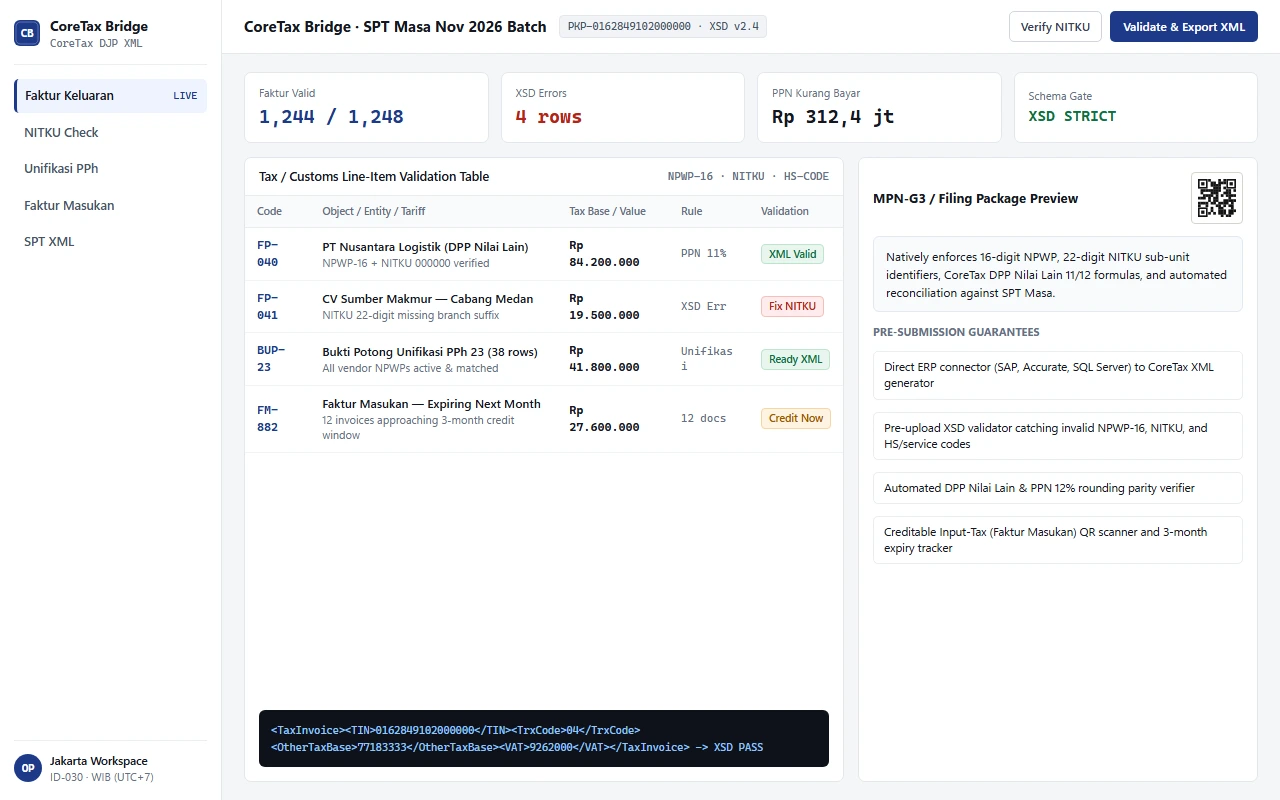 CB
CoreTax Bridge
CoreTax DJP XML
Faktur Keluaran
LIVE
NITKU Check
Unifikasi PPh
Faktur Masukan
SPT XML
OP
Jakarta Workspace
ID-030 · WIB (UTC+7)
CoreTax Bridge · SPT Masa Nov 2026 Batch
PKP-0162849102000000 · XSD v2.4
Verify NITKU
Validate & Export XML
Faktur Valid
1,244 / 1,248
XSD Errors
4 rows
PPN Kurang Bayar
Rp 312,4 jt
Schema Gate
XSD STRICT
Tax / Customs Line-Item Validation Table
NPWP-16 · NITKU · HS-CODE
Code
Object / Entity / Tariff
Tax Base / Value
Rule
Validation
FP-
040
PT Nusantara Logistik (DPP Nilai Lain)
NPWP-16 + NITKU 000000 verified
Rp
84.200.000
PPN 11%
XML Valid
FP-
041
CV Sumber Makmur — Cabang Medan
NITKU 22-digit missing branch suffix
Rp
19.500.000
XSD Err
Fix NITKU
BUP-
23
Bukti Potong Unifikasi PPh 23 (38 rows)
All vendor NPWPs active & matched
Rp
41.800.000
Unifikas
i
Ready XML
FM-
882
Faktur Masukan — Expiring Next Month
12 invoices approaching 3-month credit
window
Rp
27.600.000
12 docs
Credit Now
<TaxInvoice><TIN>0162849102000000</TIN><TrxCode>04</TrxCode>
<OtherTaxBase>77183333</OtherTaxBase><VAT>9262000</VAT></TaxInvoice> —> XSD PASS
MPN-G3 / Filing Package Preview
Natively enforces 16-digit NPWP, 22-digit NITKU sub-unit
identifiers, CoreTax DPP Nilai Lain 11/12 formulas, and automated
reconciliation against SPT Masa.
PRE-SUBMISSION GUARANTEES
Direct ERP connector (SAP, Accurate, SQL Server) to CoreTax XML
generator
Pre-upload XSD validator catching invalid NPWP-16, NITKU, and
HS/service codes
Automated DPP Nilai Lain & PPN 12% rounding parity verifier
Creditable Input-Tax (Faktur Masukan) QR scanner and 3-month
expiry tracker